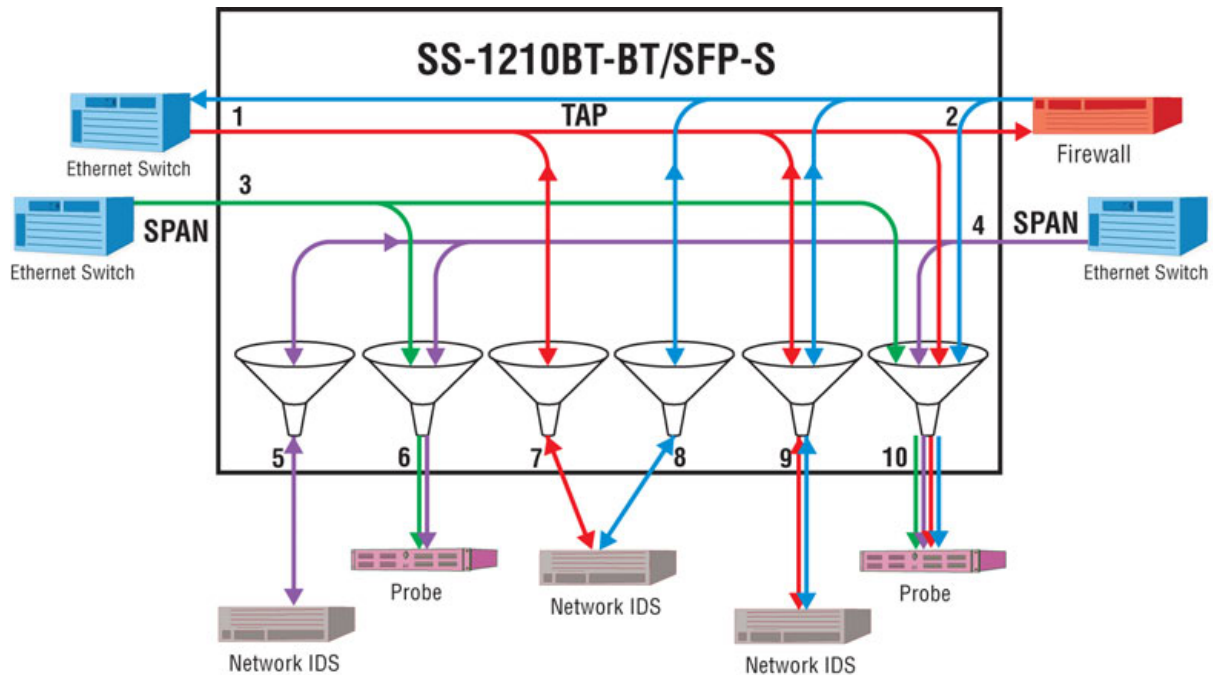 SS-1210BT-BT/SFP-S
1
TAP
2
Ethernet Switch
Firewall
3
SPAN
4
SPAN
Ethernet Switch
Ethernet Switch
5
6
7
8
9
10
Probe
Network IDS
Probe
Network IDS
Network IDS